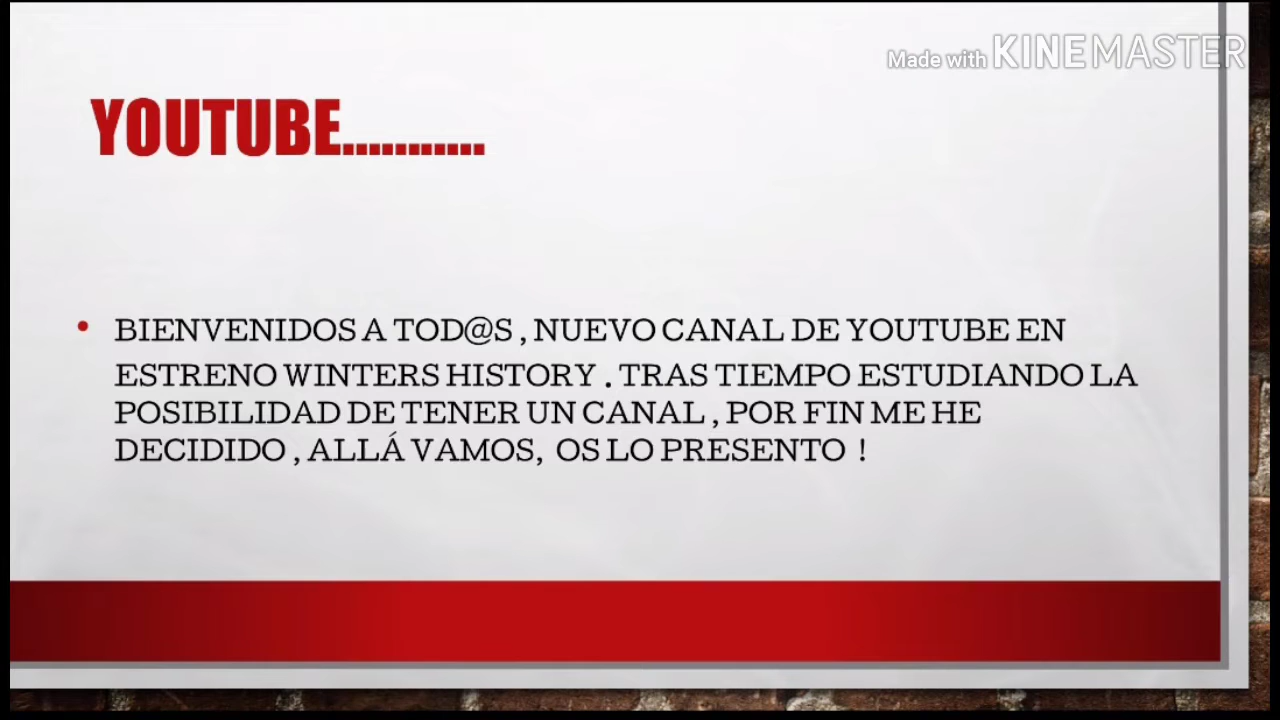 Made with KINEMASTER
YOUTUBE...........
• BIENVENIDOS A TOD@S , NUEVO CANAL DE YOUTUBE EN
ESTRENO WINTERS HISTORY . TRAS TIEMPO ESTUDIANDO LA
POSIBILIDAD DE TENER UN CANAL , POR FIN ME HE
DECIDIDO , ALLÁ VAMOS, OS LO PRESENTO !